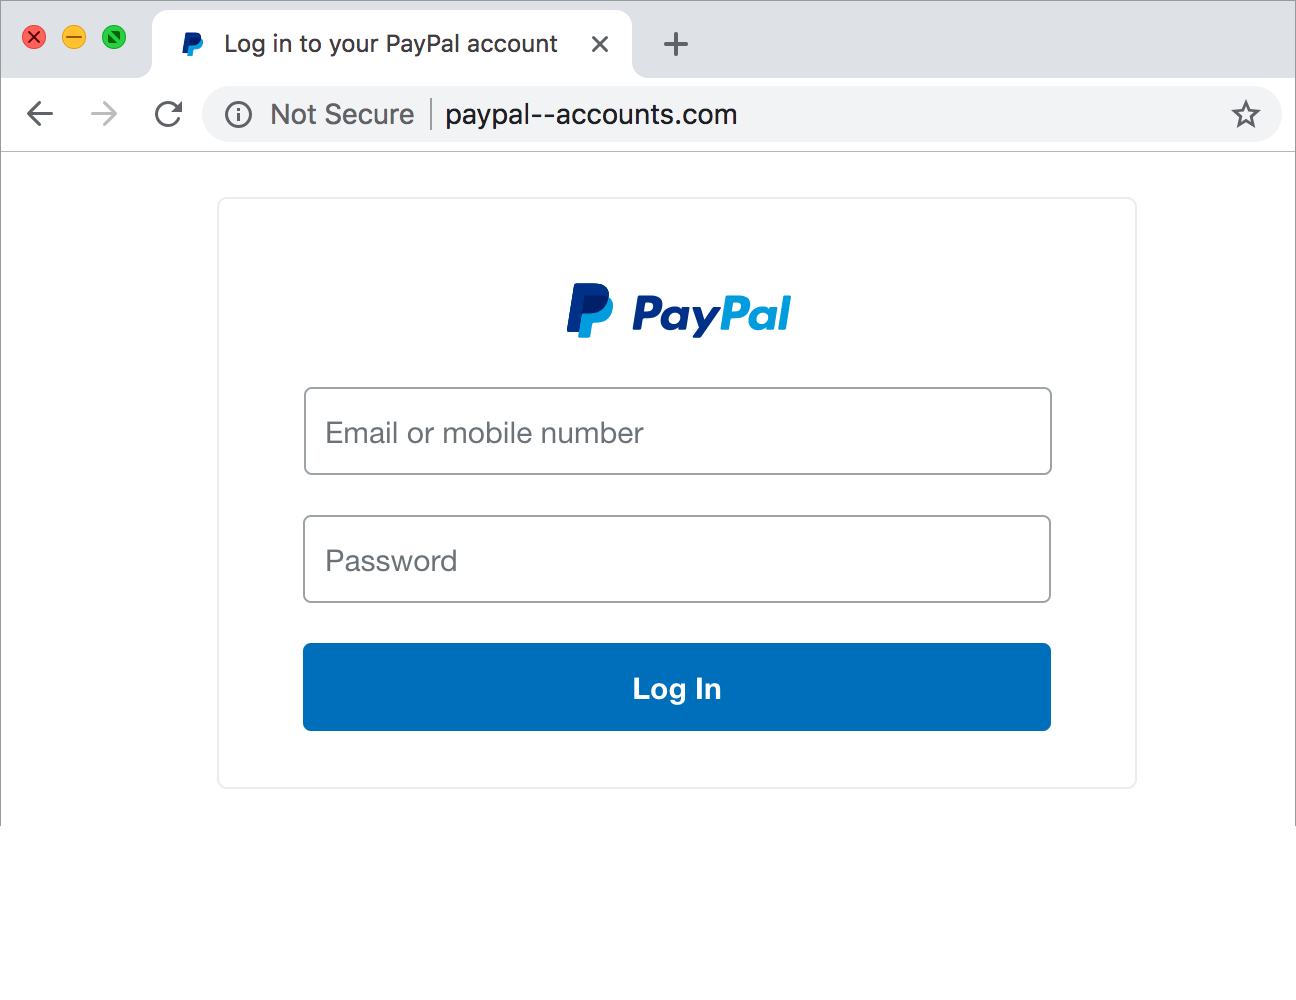 Log in to your PayPal account
Not Secure paypal--accounts.com
PayPal
Email or mobile number
Password
Log In